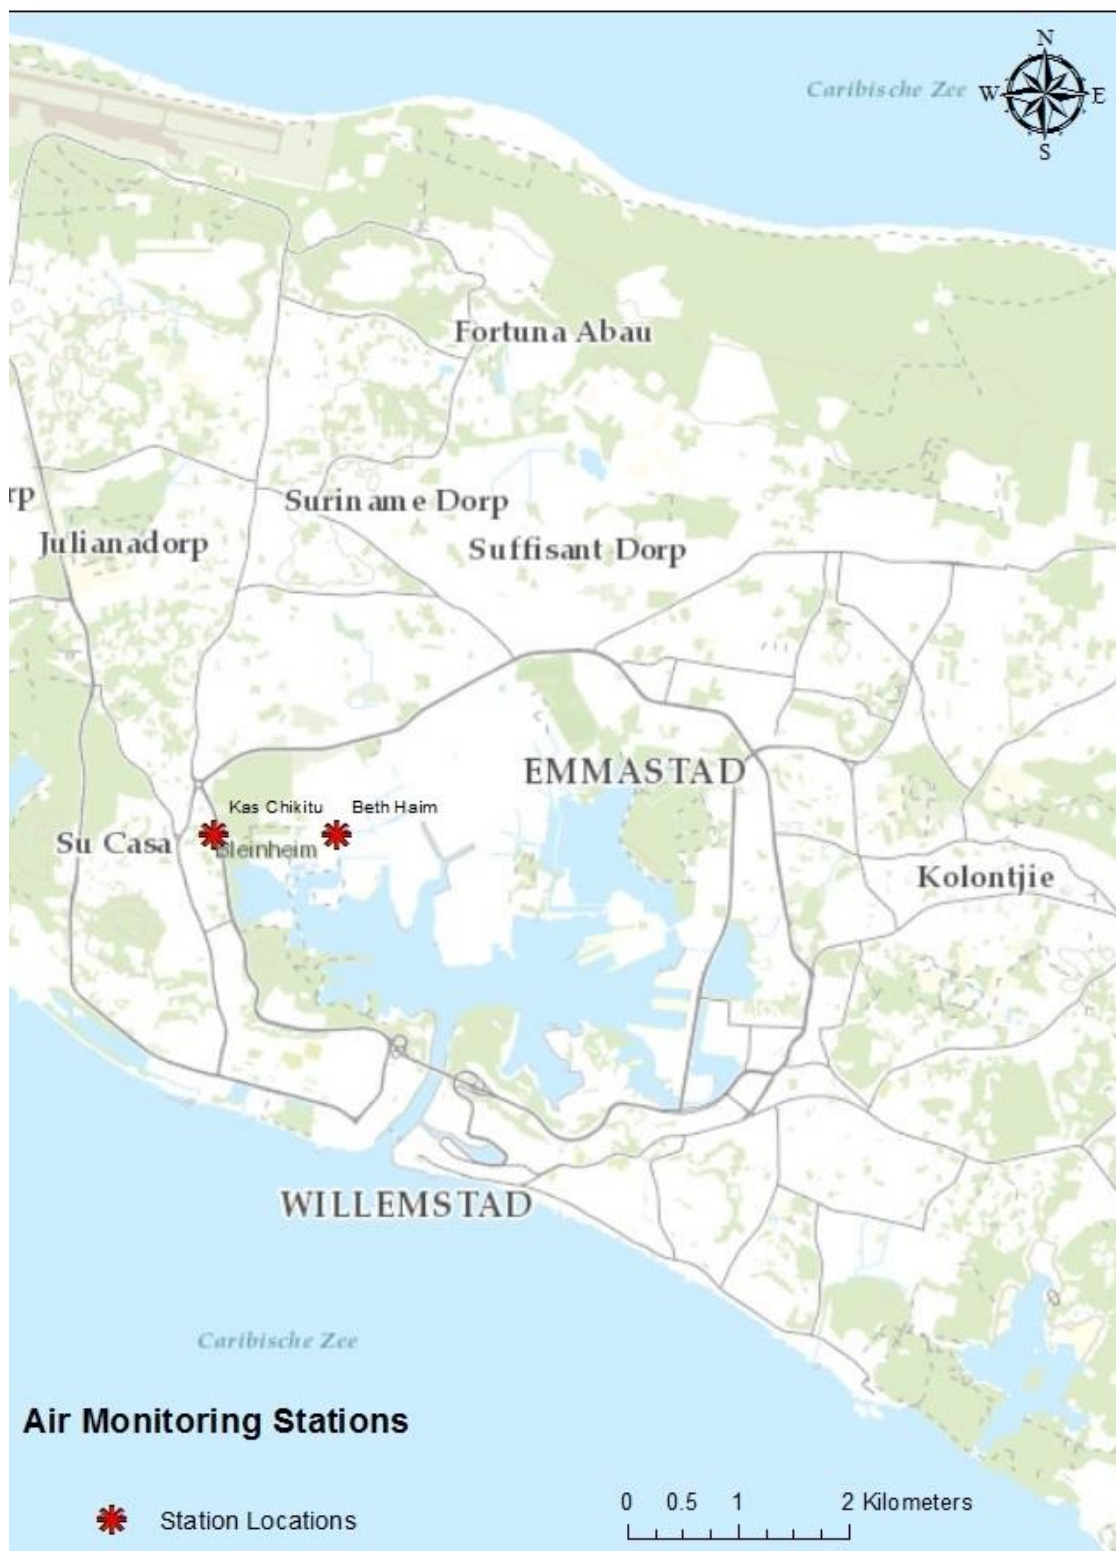 N
Caribische Zee
W
E
S
Fortuna Abau
rp
Suriname Dorp
Julianadorp
Suffisant Dorp
EMMASTAD
Kas Chikitu
Beth Haim
Su Casa
Bleinheim
Kolontjie
WILLEMSTAD
Caribische Zee
Air Monitoring Stations
0 0.5 1 2 Kilometers
Station Locations